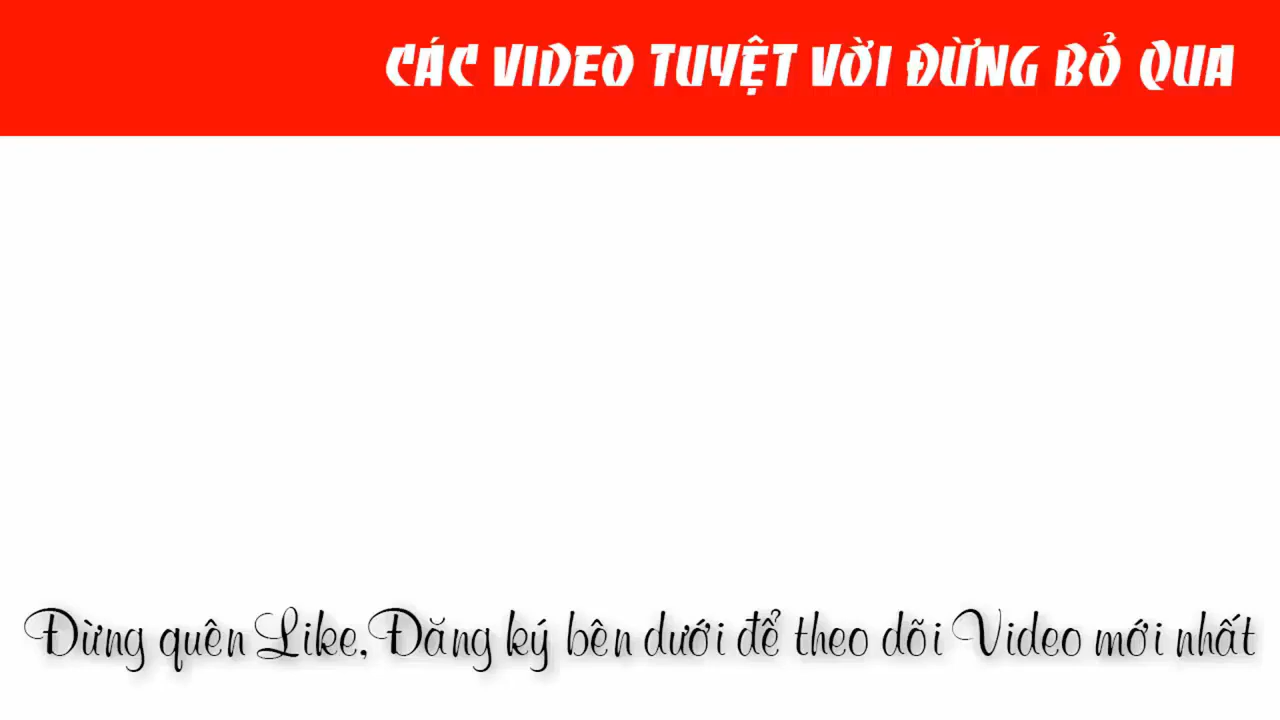 CÁC VIDEO TUYỆT VỜI ĐỪNG BỎ QUA
Đừng quên Like,Đăng ký bên dưới để theo dõi Video mới nhất